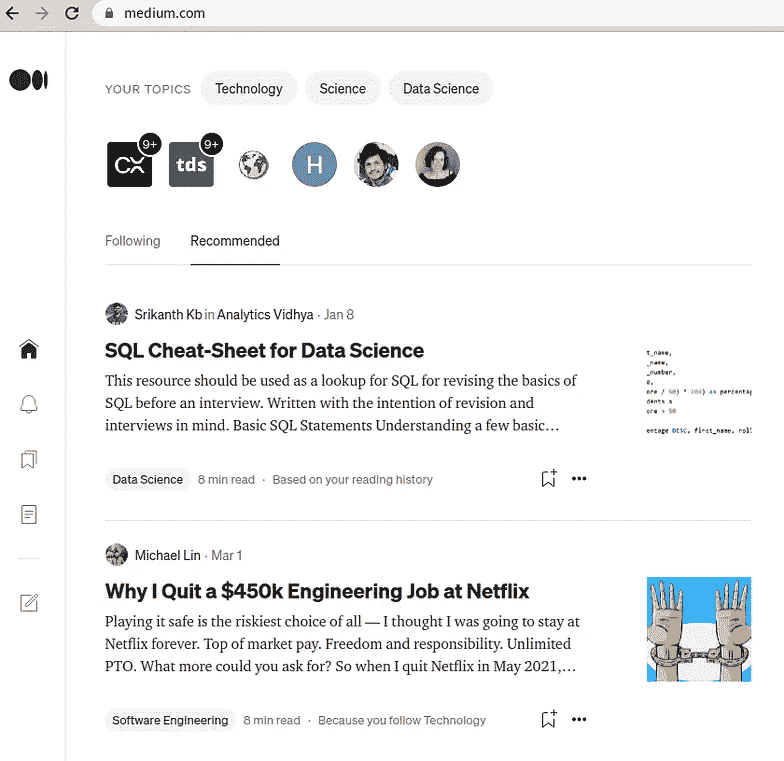 medium.com
YOUR TOPICS Technology Science Data Science
CX 9+ tds 9+ H
Following Recommended
Srikanth Kb in Analytics Vidhya · Jan 8
SQL Cheat-Sheet for Data Science
This resource should be used as a lookup for SQL for revising the basics of
SQL before an interview. Written with the intention of revision and
interviews in mind. Basic SQL Statements Understanding a few basic…
t_name,
_name,
_number,
s,
ore / 50) * 100) as percentag
dents s
ore > 50
entage DESC, first_name, roll
Data Science 8 min read · Based on your reading history
Michael Lin · Mar 1
Why I Quit a $450k Engineering Job at Netflix
Playing it safe is the riskiest choice of all — I thought I was going to stay at
Netflix forever. Top of market pay. Freedom and responsibility. Unlimited
PTO. What more could you ask for? So when I quit Netflix in May 2021,…
Software Engineering 8 min read · Because you follow Technology